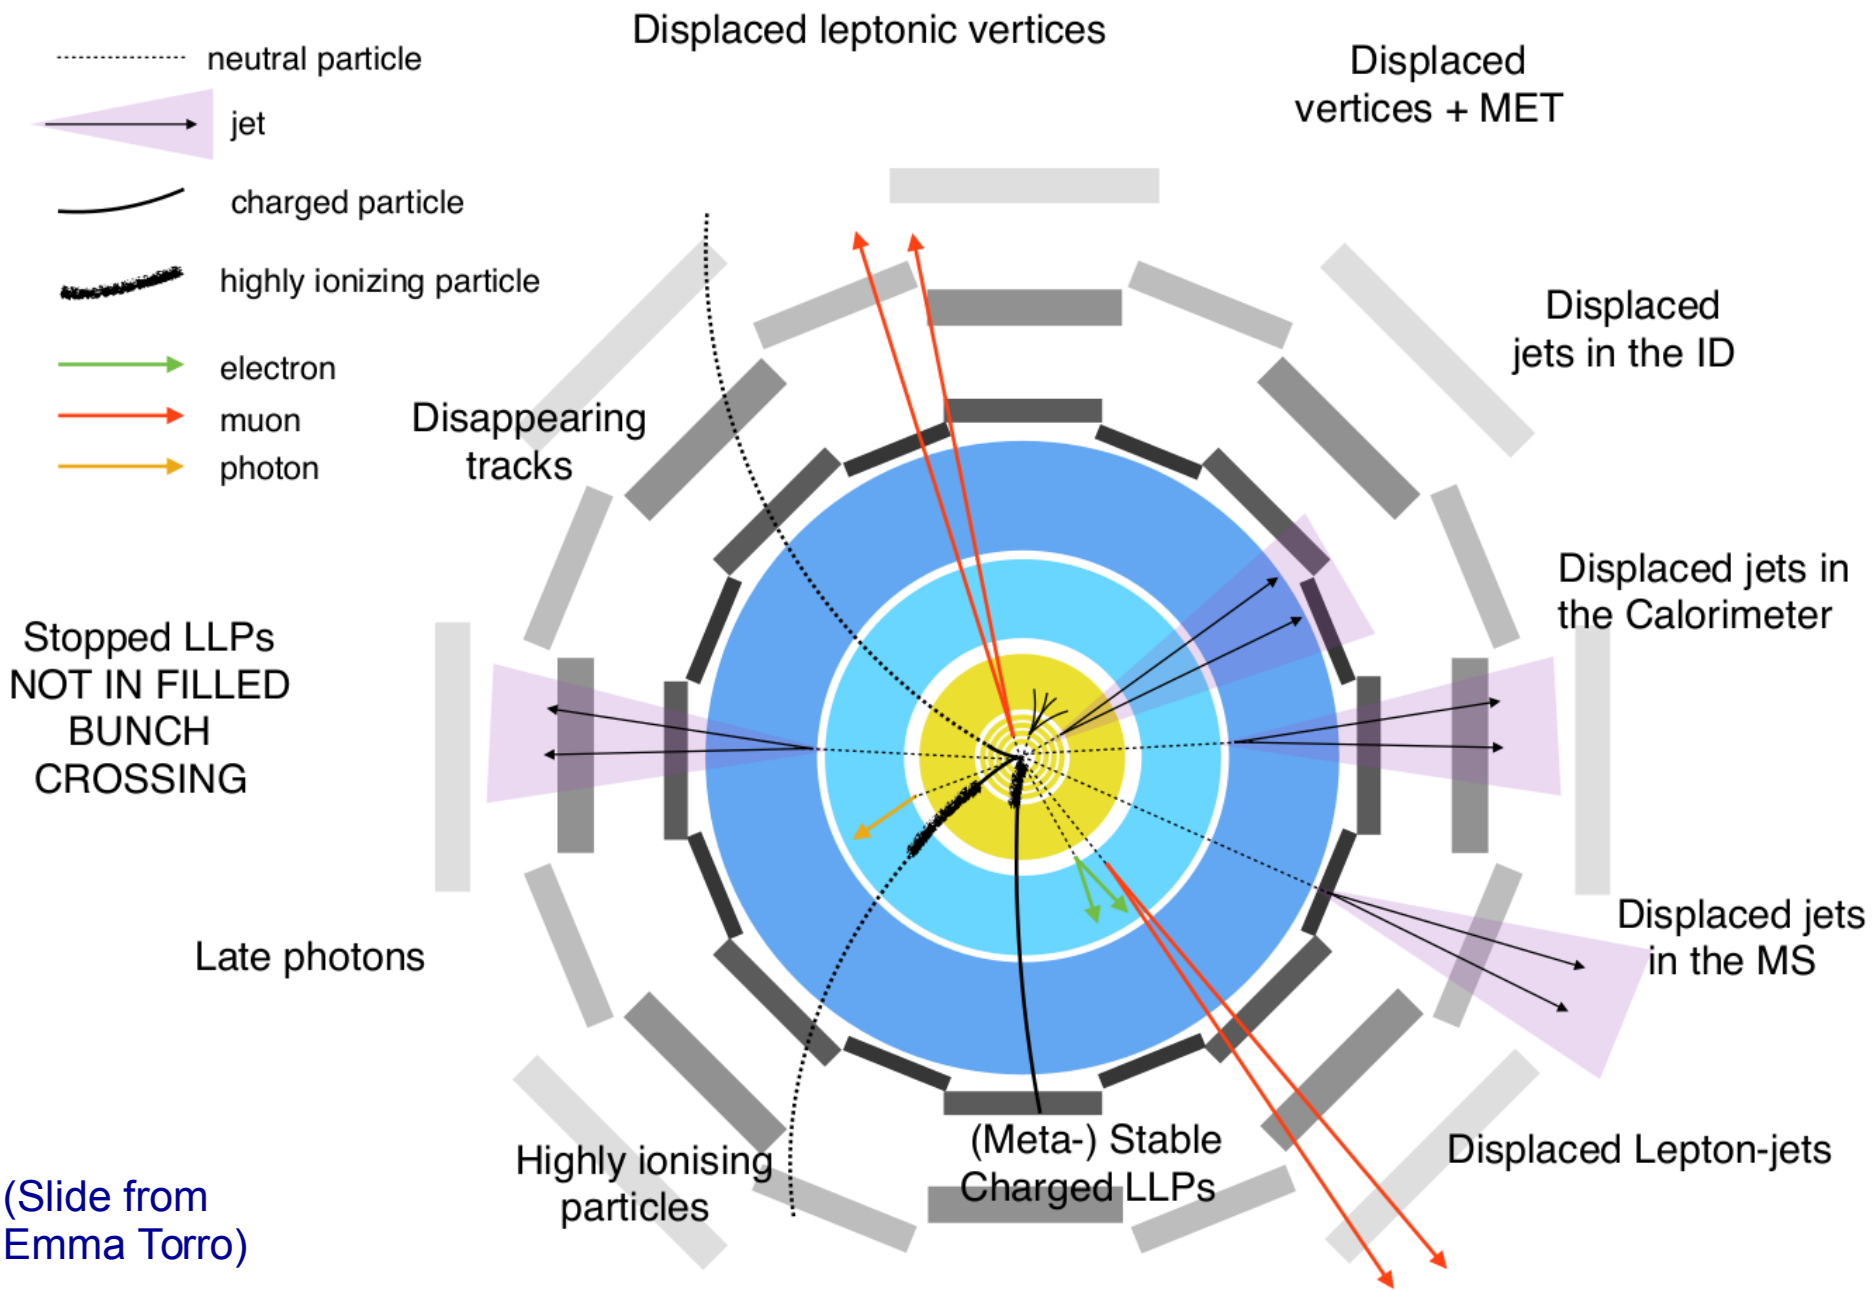 neutral particle
jet
charged particle
highly ionizing particle
electron
muon
photon
Displaced leptonic vertices
Displaced
vertices + MET
Displaced
jets in the ID
Displaced jets in
the Calorimeter
Displaced jets
in the MS
Displaced Lepton-jets
(Meta-) Stable
Charged LLPs
Highly ionising
particles
Late photons
Stopped LLPs
NOT IN FILLED
BUNCH
CROSSING
Disappearing
tracks
(Slide from
Emma Torro)